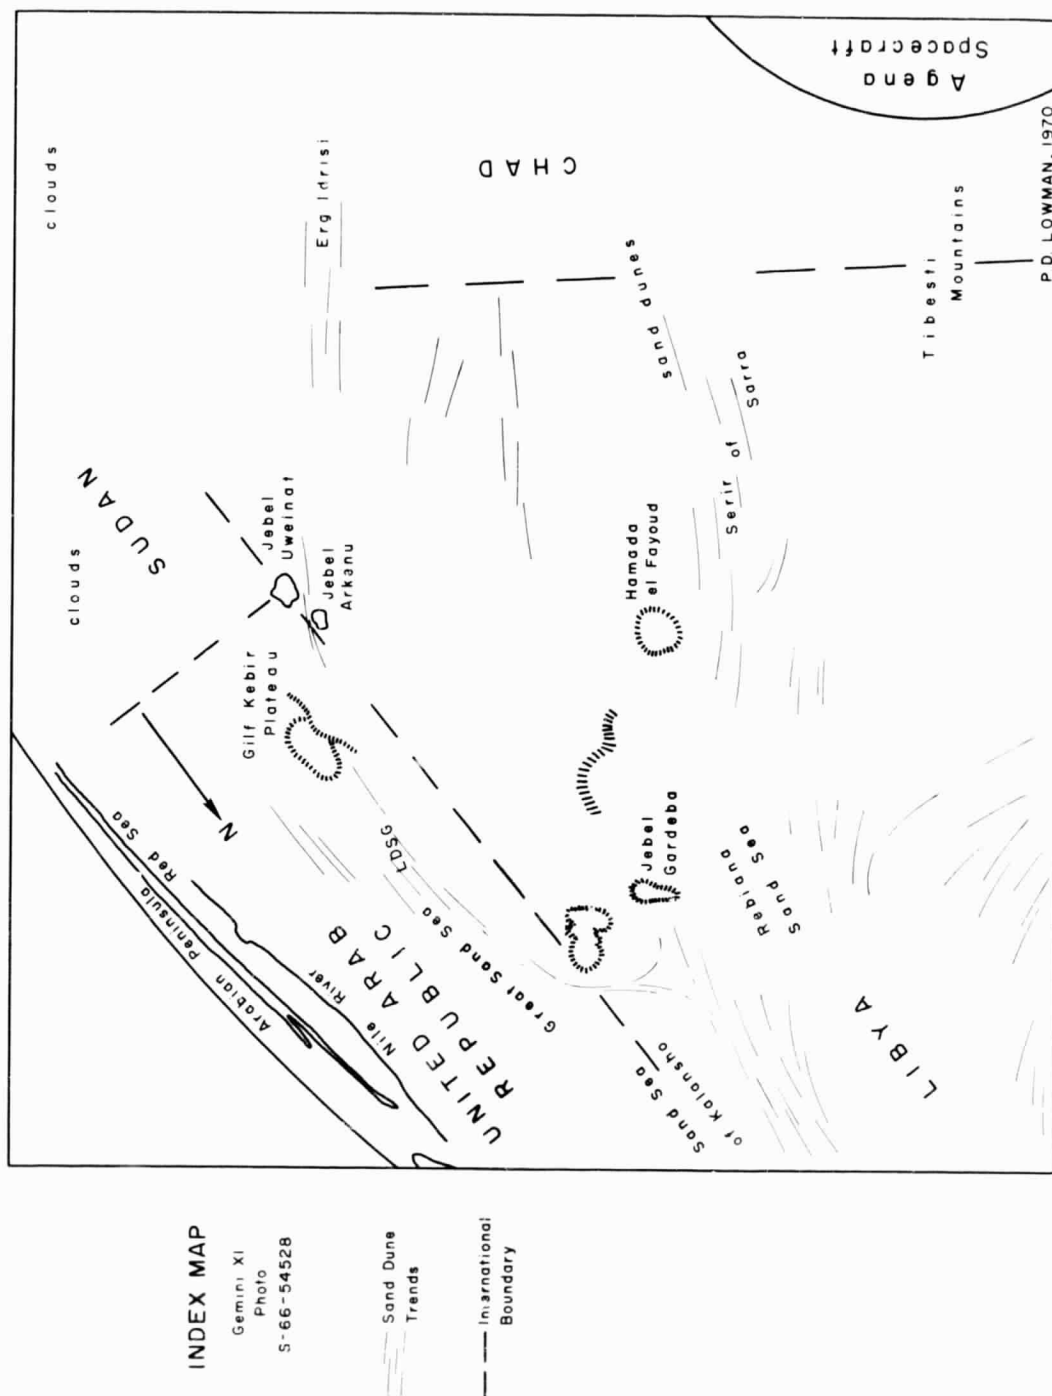 clouds
Erg Idrisi
CHAD
Agena
Spacecraft
SUDAN
clouds
Jebel
Uweinat
Jebel
Arkanu
sand dunes
Serir of Sarra
Tibesti
Mountains
P.D. LOWMAN, 1970
Gilf Kebir
Plateau
Hamada
el Fayoud
N
Red Sea
Arabian Peninsula
Nile River
UNITED ARAB
REPUBLIC
LDSG
Great Sand Sea
Jebel
Gardeba
Rebiana
Sand Sea
Sand Sea
of Kalansho
LIBYA
INDEX MAP
Gemini XI
Photo
S-66-54528
Sand Dune
Trends
International
Boundary